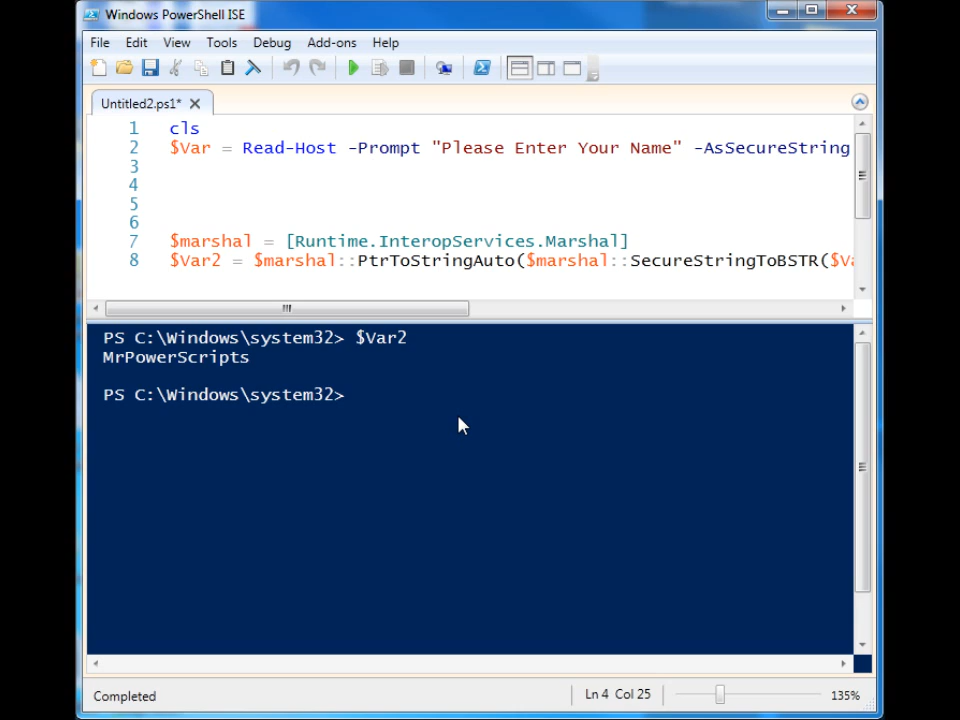 Windows PowerShell ISE
File Edit View Tools Debug Add-ons Help
Untitled2.ps1*
1 cls
2 $Var = Read-Host -Prompt "Please Enter Your Name" -AsSecureString
3
4
5
6
7 $marshal = [Runtime.InteropServices.Marshal]
8 $Var2 = $marshal::PtrToStringAuto($marshal::SecureStringToBSTR($Va
PS C:\Windows\system32> $Var2
MrPowerScripts
PS C:\Windows\system32>
Completed Ln 4 Col 25 135%